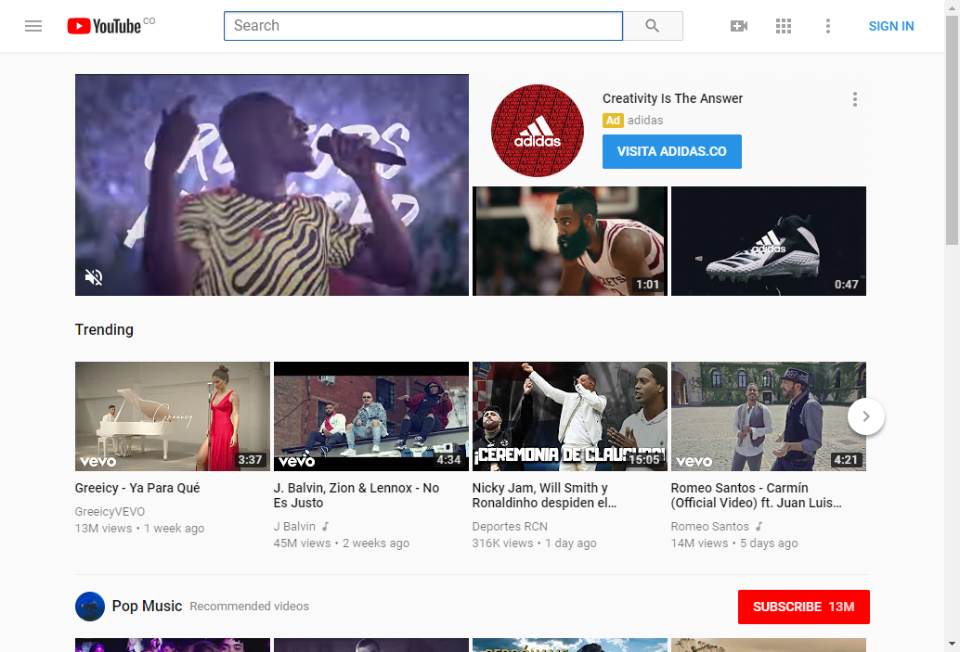 YouTube CO
Search
SIGN IN
CREATORS
Creativity Is The Answer
Ad adidas
VISITA ADIDAS.CO
adidas
adidas
1:01
0:47
Trending
Greeicy
vevo
3:37
vevo
4:34
¡CEREMONIA DE CLAUSURA!
15:05
vevo
4:21
Greeicy - Ya Para Qué
GreeicyVEVO
13M views • 1 week ago
J. Balvin, Zion & Lennox - No
Es Justo
J Balvin
45M views • 2 weeks ago
Nicky Jam, Will Smith y
Ronaldinho despiden el...
Deportes RCN
316K views • 1 day ago
Romeo Santos - Carmín
(Official Video) ft. Juan Luis...
Romeo Santos
14M views • 5 days ago
Pop Music Recommended videos
SUBSCRIBE 13M